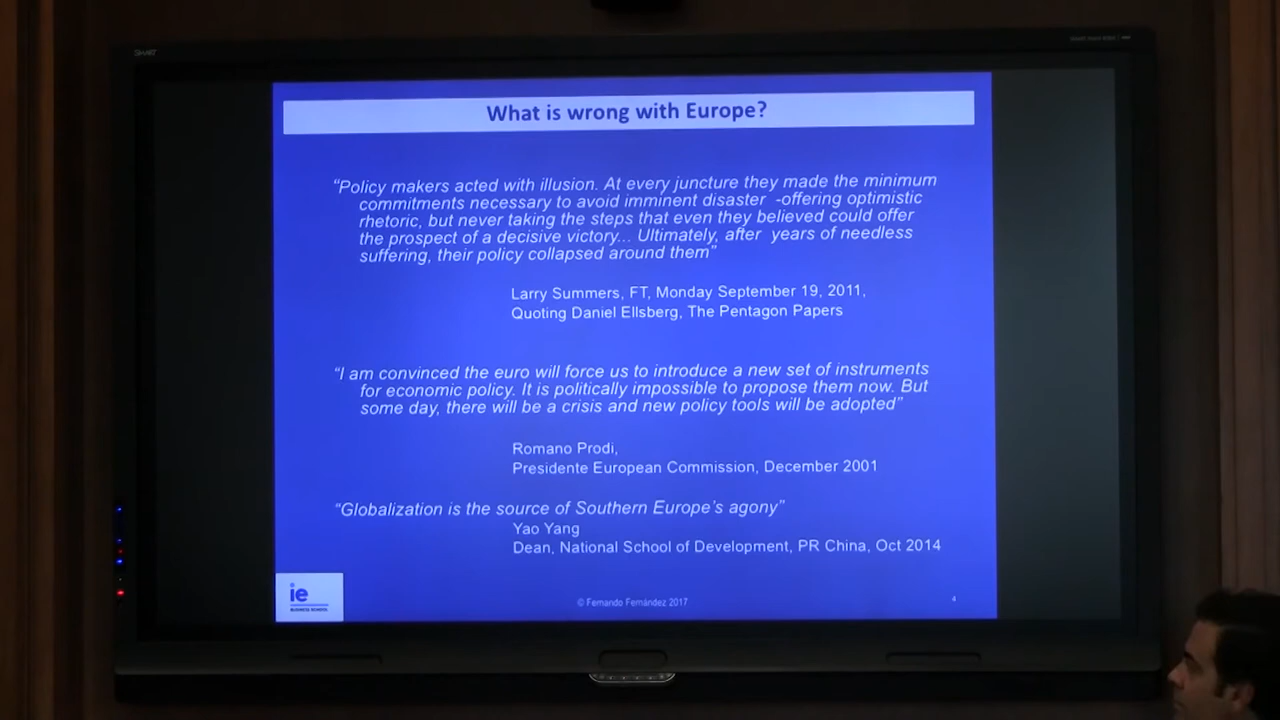 SMART
What is wrong with Europe?
“Policy makers acted with illusion. At every juncture they made the minimum
commitments necessary to avoid imminent disaster -offering optimistic
rhetoric, but never taking the steps that even they believed could offer
the prospect of a decisive victory... Ultimately, after years of needless
suffering, their policy collapsed around them”
Larry Summers, FT, Monday September 19, 2011,
Quoting Daniel Ellsberg, The Pentagon Papers
“I am convinced the euro will force us to introduce a new set of instruments
for economic policy. It is politically impossible to propose them now. But
some day, there will be a crisis and new policy tools will be adopted”
Romano Prodi,
Presidente European Commission, December 2001
“Globalization is the source of Southern Europe’s agony”
Yao Yang
Dean, National School of Development, PR China, Oct 2014
ie
BUSINESS SCHOOL
© Fernando Fernández 2017
4